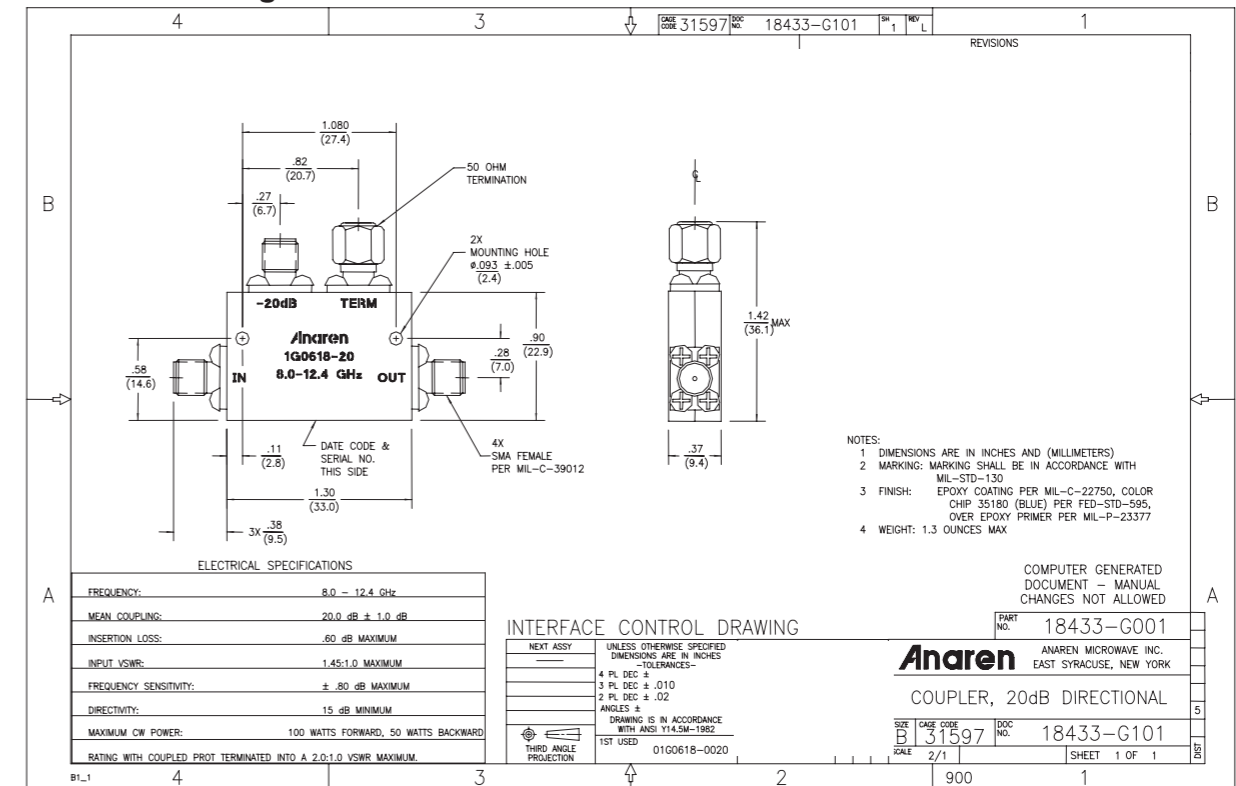 4
3
CAGE CODE 31597 DOC NO. 18433-G101 SH 1 REV L
1
REVISIONS
1.080
(27.4)
.82
(20.7)
.27
(6.7)
50 OHM
TERMINATION
2X
MOUNTING HOLE
ø.093 ±.005
(2.4)
B
B
℄
-20dB TERM
Anaren
1G0618-20
8.0-12.4 GHz
IN
OUT
.58
(14.6)
.28
(7.0)
.90
(22.9)
1.42 MAX
(36.1)
.11
(2.8)
DATE CODE &
SERIAL NO.
THIS SIDE
4X
SMA FEMALE
PER MIL-C-39012
.37
(9.4)
1.30
(33.0)
3X .38
(9.5)
NOTES:
1 DIMENSIONS ARE IN INCHES AND (MILLIMETERS)
2 MARKING: MARKING SHALL BE IN ACCORDANCE WITH
MIL-STD-130
3 FINISH: EPOXY COATING PER MIL-C-22750, COLOR
CHIP 35180 (BLUE) PER FED-STD-595,
OVER EPOXY PRIMER PER MIL-P-23377
4 WEIGHT: 1.3 OUNCES MAX
COMPUTER GENERATED
DOCUMENT - MANUAL
CHANGES NOT ALLOWED
A
A
ELECTRICAL SPECIFICATIONS
FREQUENCY: 8.0 - 12.4 GHz
MEAN COUPLING: 20.0 dB ± 1.0 dB
INSERTION LOSS: .60 dB MAXIMUM
INPUT VSWR: 1.45:1.0 MAXIMUM
FREQUENCY SENSITIVITY: ± .80 dB MAXIMUM
DIRECTIVITY: 15 dB MINIMUM
MAXIMUM CW POWER: 100 WATTS FORWARD, 50 WATTS BACKWARD
RATING WITH COUPLED PROT TERMINATED INTO A 2.0:1.0 VSWR MAXIMUM.
INTERFACE CONTROL DRAWING
PART NO. 18433-G001
NEXT ASSY
UNLESS OTHERWISE SPECIFIED
DIMENSIONS ARE IN INCHES
-TOLERANCES-
4 PL DEC ±
3 PL DEC ± .010
2 PL DEC ± .02
ANGLES ±
DRAWING IS IN ACCORDANCE
WITH ANSI Y14.5M-1982
THIRD ANGLE
PROJECTION
1ST USED
01G0618-0020
Anaren
ANAREN MICROWAVE INC.
EAST SYRACUSE, NEW YORK
COUPLER, 20dB DIRECTIONAL
5
SIZE B CAGE CODE 31597 DOC NO. 18433-G101
SCALE 2/1 SHEET 1 OF 1
DIST
B1_1
4
3
2
900
1